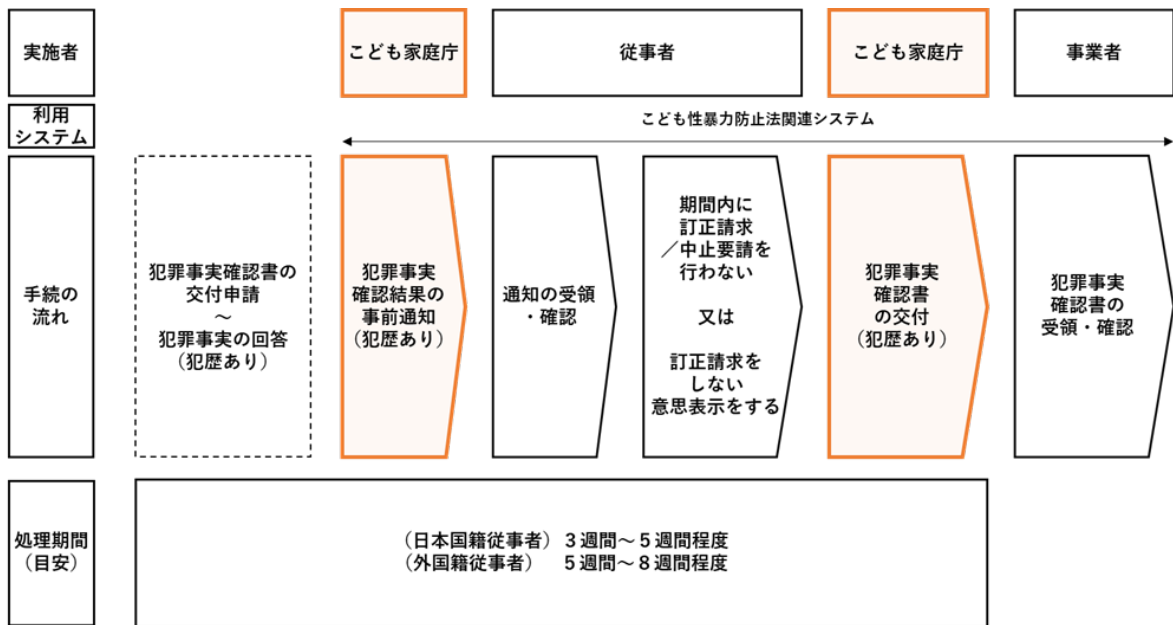 実施者
こども家庭庁
従事者
こども家庭庁
事業者
利用
システム
こども性暴力防止法関連システム
手続の
流れ
犯罪事実確認書の
交付申請
～
犯罪事実の回答
（犯歴あり）
犯罪事実
確認結果の
事前通知
（犯歴あり）
通知の受領
・確認
期間内に
訂正請求
／中止要請を
行わない
又は
訂正請求を
しない
意思表示をする
犯罪事実
確認書
の交付
（犯歴あり）
犯罪事実
確認書の
受領・確認
処理期間
（目安）
（日本国籍従事者）３週間～５週間程度
（外国籍従事者）　５週間～８週間程度